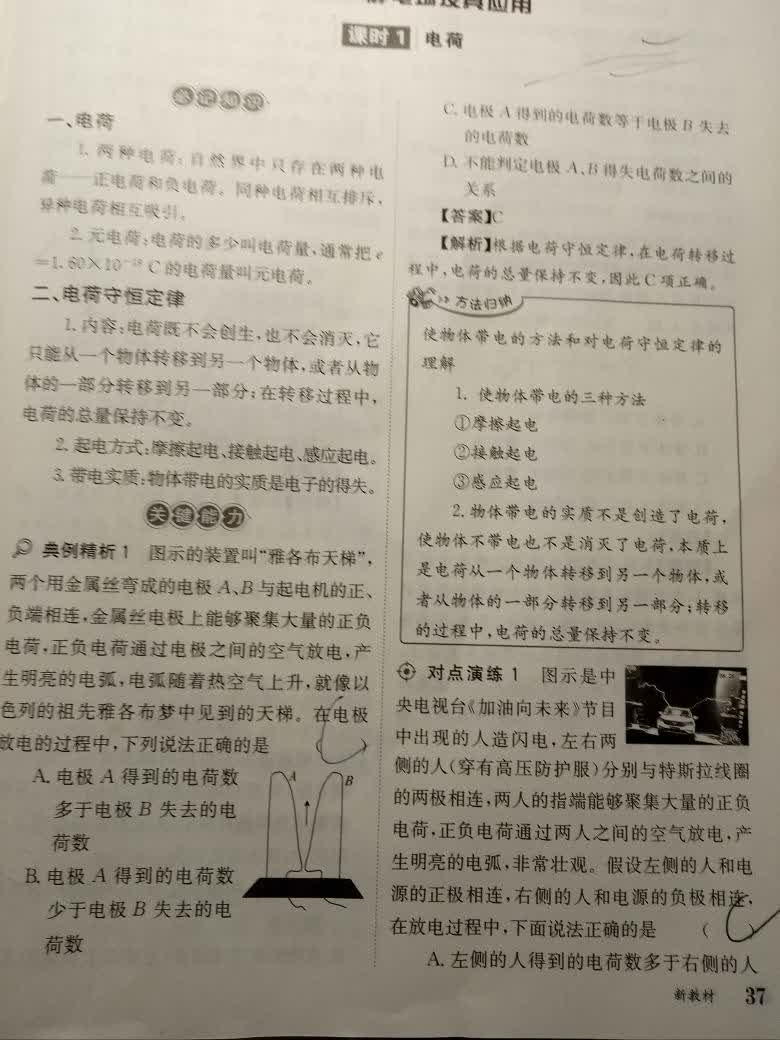 课时1 电荷
必记知识
一、电荷
1. 两种电荷:自然界中只存在两种电
荷——正电荷和负电荷。同种电荷相互排斥,
异种电荷相互吸引。
2. 元电荷:电荷的多少叫电荷量,通常把 e
=1.60×10⁻¹⁹ C 的电荷量叫元电荷。
二、电荷守恒定律
1. 内容:电荷既不会创生,也不会消灭,它
只能从一个物体转移到另一个物体,或者从物
体的一部分转移到另一部分;在转移过程中,
电荷的总量保持不变。
2. 起电方式:摩擦起电、接触起电、感应起电。
3. 带电实质:物体带电的实质是电子的得失。
关键能力
典例精析 1 图示的装置叫“雅各布天梯”,
两个用金属丝弯成的电极 A、B 与起电机的正、
负端相连,金属丝电极上能够聚集大量的正负
电荷,正负电荷通过电极之间的空气放电,产
生明亮的电弧,电弧随着热空气上升,就像以
色列的祖先雅各布梦中见到的天梯。在电极
放电的过程中,下列说法正确的是 ( C )
A. 电极 A 得到的电荷数
多于电极 B 失去的电
荷数
B. 电极 A 得到的电荷数
少于电极 B 失去的电
荷数
A
B
C. 电极 A 得到的电荷数等于电极 B 失去
的电荷数
D. 不能判定电极 A、B 得失电荷数之间的
关系
【答案】C
【解析】根据电荷守恒定律,在电荷转移过
程中,电荷的总量保持不变,因此 C 项正确。
方法归纳
使物体带电的方法和对电荷守恒定律的
理解
1. 使物体带电的三种方法
①摩擦起电
②接触起电
③感应起电
2. 物体带电的实质不是创造了电荷,
使物体不带电也不是消灭了电荷,本质上
是电荷从一个物体转移到另一个物体,或
者从物体的一部分转移到另一部分;转移
的过程中,电荷的总量保持不变。
对点演练 1 图示是中
央电视台《加油向未来》节目
中出现的人造闪电,左右两
侧的人(穿有高压防护服)分别与特斯拉线圈
的两极相连,两人的指端能够聚集大量的正负
电荷,正负电荷通过两人之间的空气放电,产
生明亮的电弧,非常壮观。假设左侧的人和电
源的正极相连,右侧的人和电源的负极相连,
在放电过程中,下面说法正确的是 ( C )
A. 左侧的人得到的电荷数多于右侧的人
新教材 37